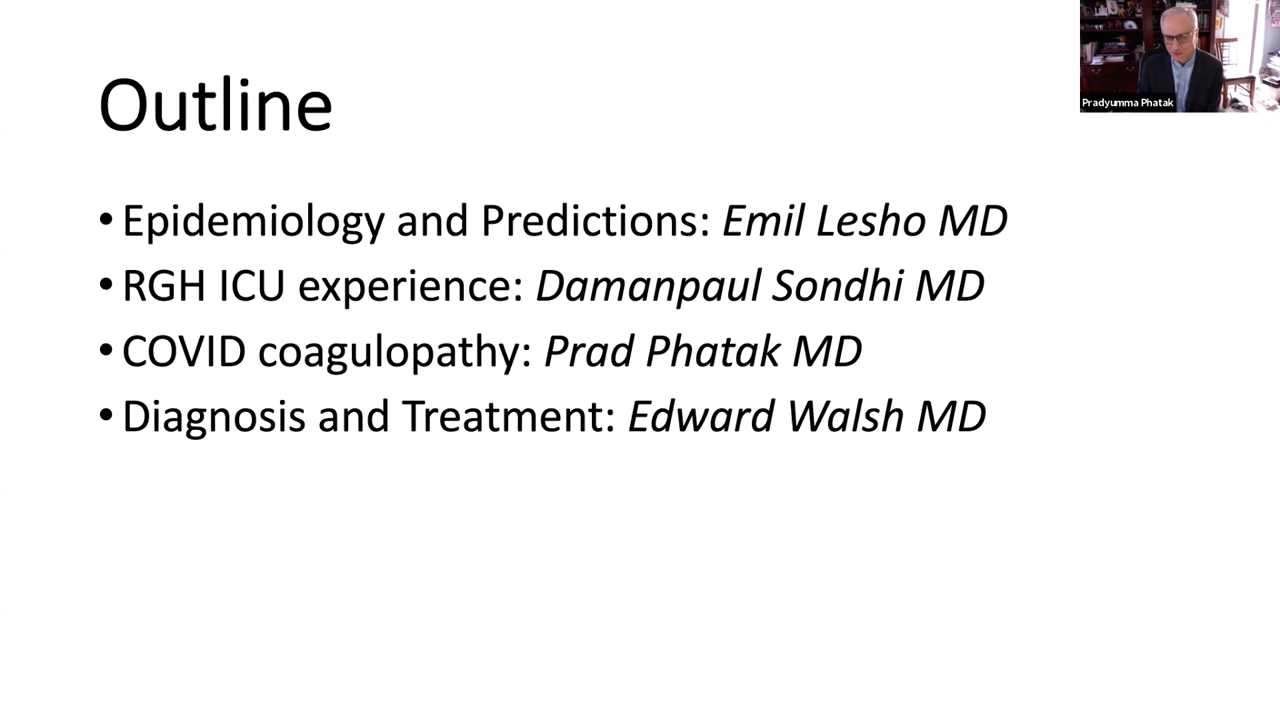 Outline
• Epidemiology and Predictions: Emil Lesho MD
• RGH ICU experience: Damanpaul Sondhi MD
• COVID coagulopathy: Prad Phatak MD
• Diagnosis and Treatment: Edward Walsh MD
Pradyumma Phatak